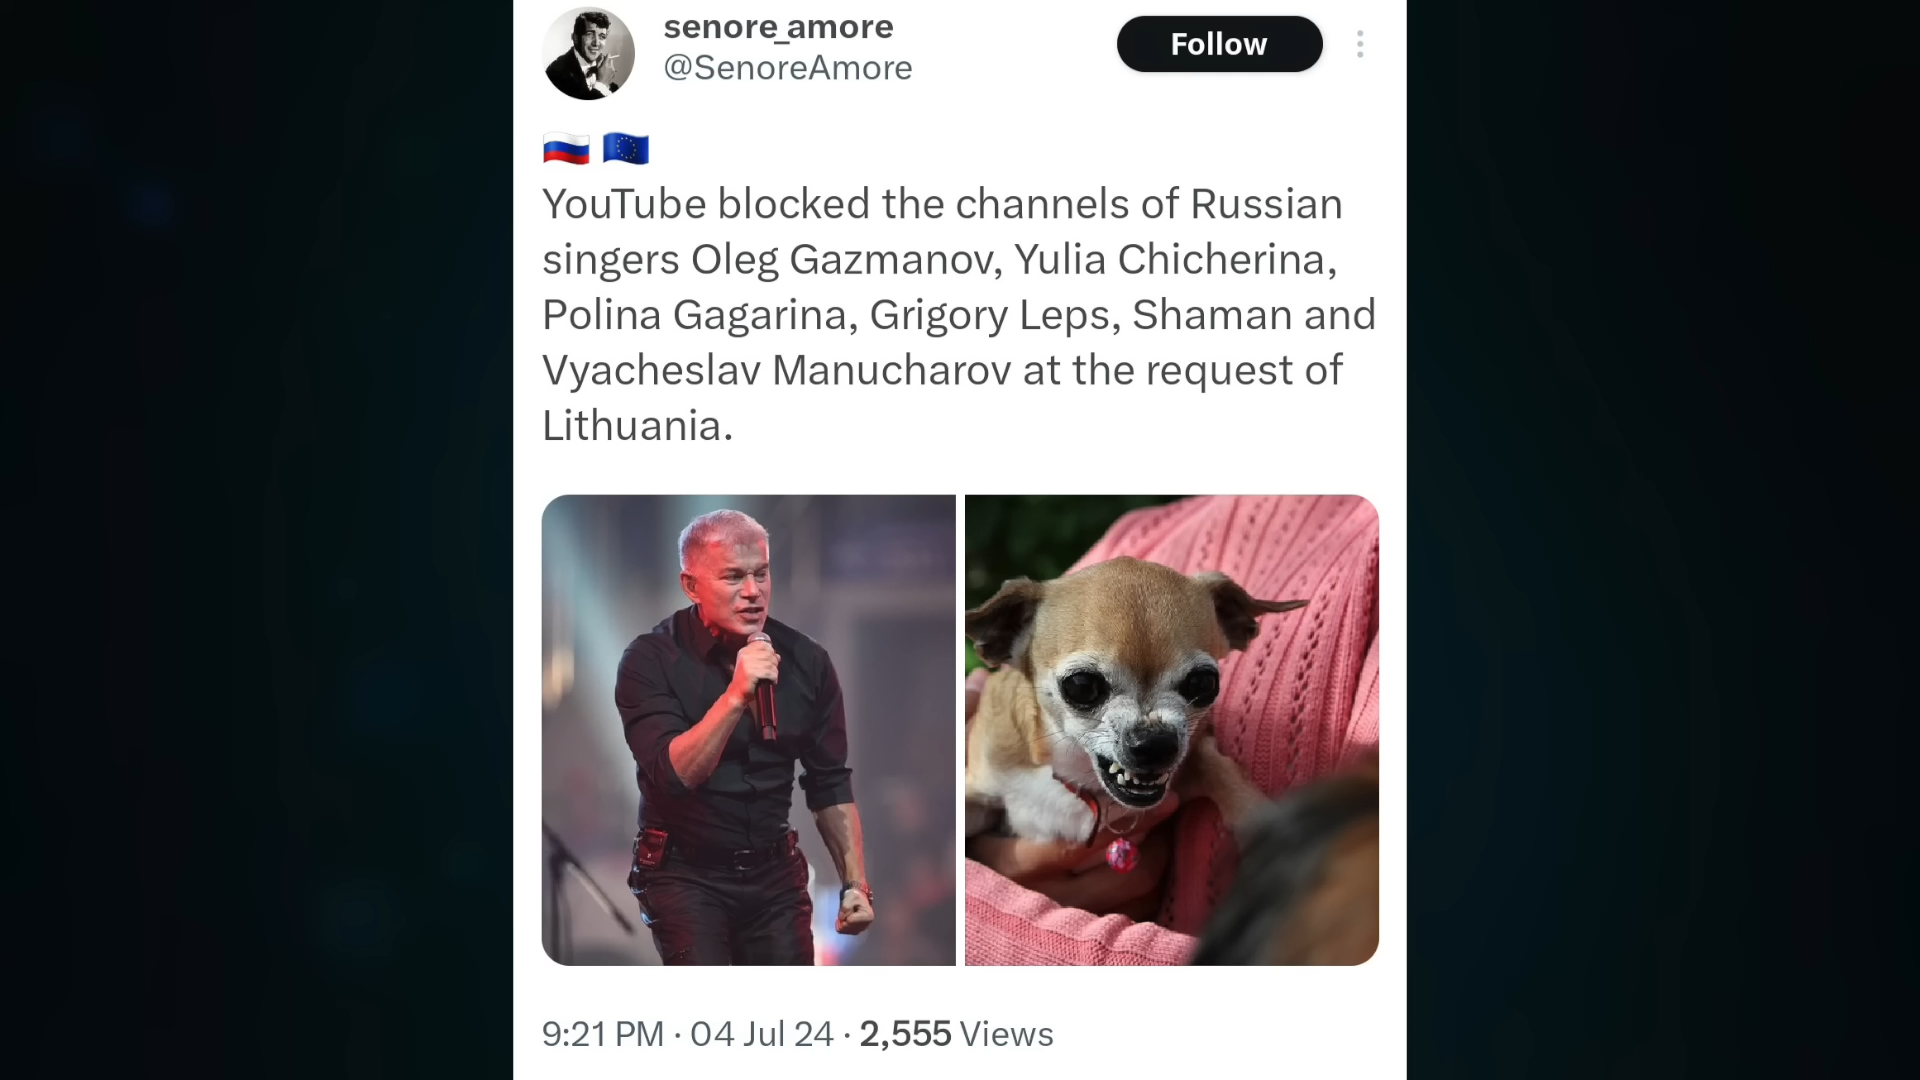 senore_amore
@SenoreAmore
Follow
YouTube blocked the channels of Russian
singers Oleg Gazmanov, Yulia Chicherina,
Polina Gagarina, Grigory Leps, Shaman and
Vyacheslav Manucharov at the request of
Lithuania.
9:21 PM · 04 Jul 24 · 2,555 Views